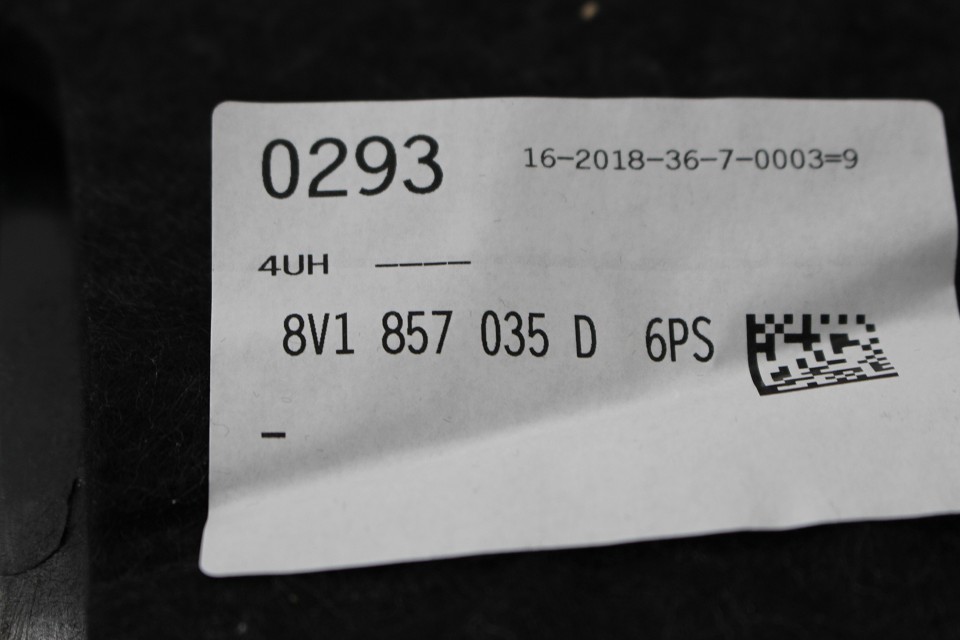 0293 16-2018-36-7-0003=9
4UH ----
8V1 857 035 D 6PS
-